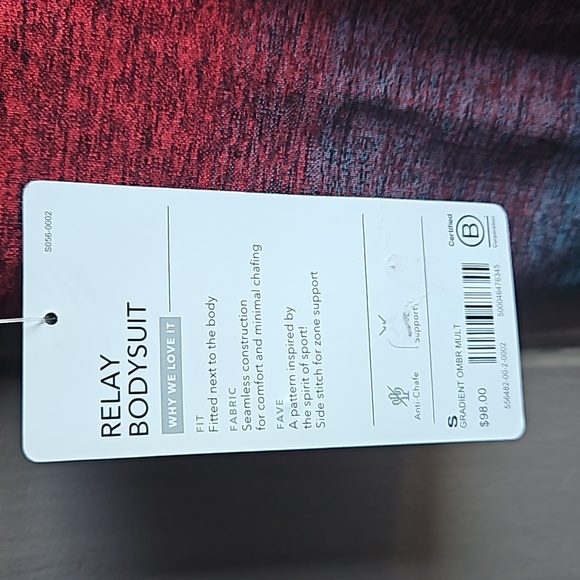 S056-0002
RELAY
BODYSUIT
WHY WE LOVE IT
FIT
Fitted next to the body
FABRIC
Seamless construction
for comfort and minimal chafing
FAVE
A pattern inspired by
the spirit of sport!
Side stitch for zone support
Anti-Chafe
Support
S
GRADIENT OMBR MULT
$98.00
556482-00-2-0002
500046476345
Certified
B
Corporation